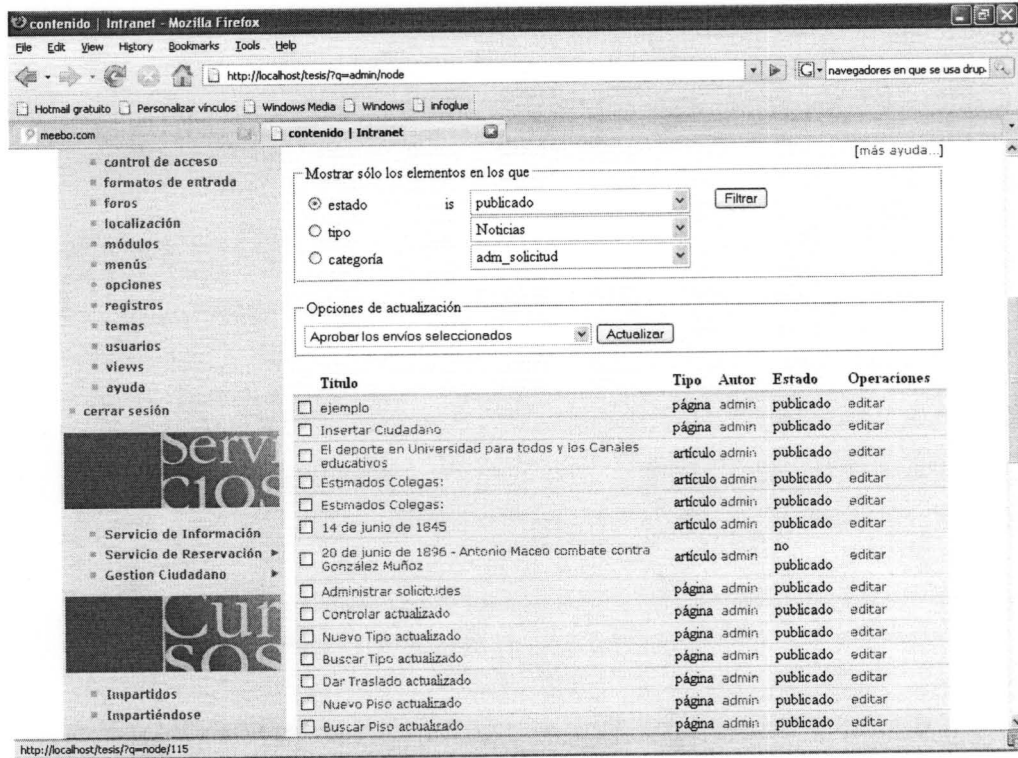 contenido | Intranet - Mozilla Firefox
File Edit View History Bookmarks Tools Help
http://localhost/tesis/?q=admin/node
navegadores en que se usa drup.
Hotmail gratuito Personalizar vínculos Windows Media Windows infoglue
meebo.com
contenido | Intranet
control de acceso
formatos de entrada
foros
localización
módulos
menús
opciones
registros
temas
usuarios
views
ayuda
cerrar sesión
Servi
cios
Servicio de Información
Servicio de Reservación
Gestion Ciudadano
Cur
sos
Impartidos
Impartiéndose
[más ayuda...]
Mostrar sólo los elementos en los que
estado is publicado Filtrar
tipo Noticias
categoría adm_solicitud
Opciones de actualización
Aprobar los envíos seleccionados Actualizar
Título Tipo Autor Estado Operaciones
ejemplo página admin publicado editar
Insertar Ciudadano página admin publicado editar
El deporte en Universidad para todos y los Canales
educativos artículo admin publicado editar
Estimados Colegas: artículo admin publicado editar
Estimados Colegas: artículo admin publicado editar
14 de junio de 1845 artículo admin publicado editar
20 de junio de 1896 - Antonio Maceo combate contra
González Muñoz artículo admin no
publicado editar
Administrar solicitudes página admin publicado editar
Controlar actualizado página admin publicado editar
Nuevo Tipo actualizado página admin publicado editar
Buscar Tipo actualizado página admin publicado editar
Dar Traslado actualizado página admin publicado editar
Nuevo Piso actualizado página admin publicado editar
Buscar Piso actualizado página admin publicado editar
http://localhost/tesis/?q=node/115